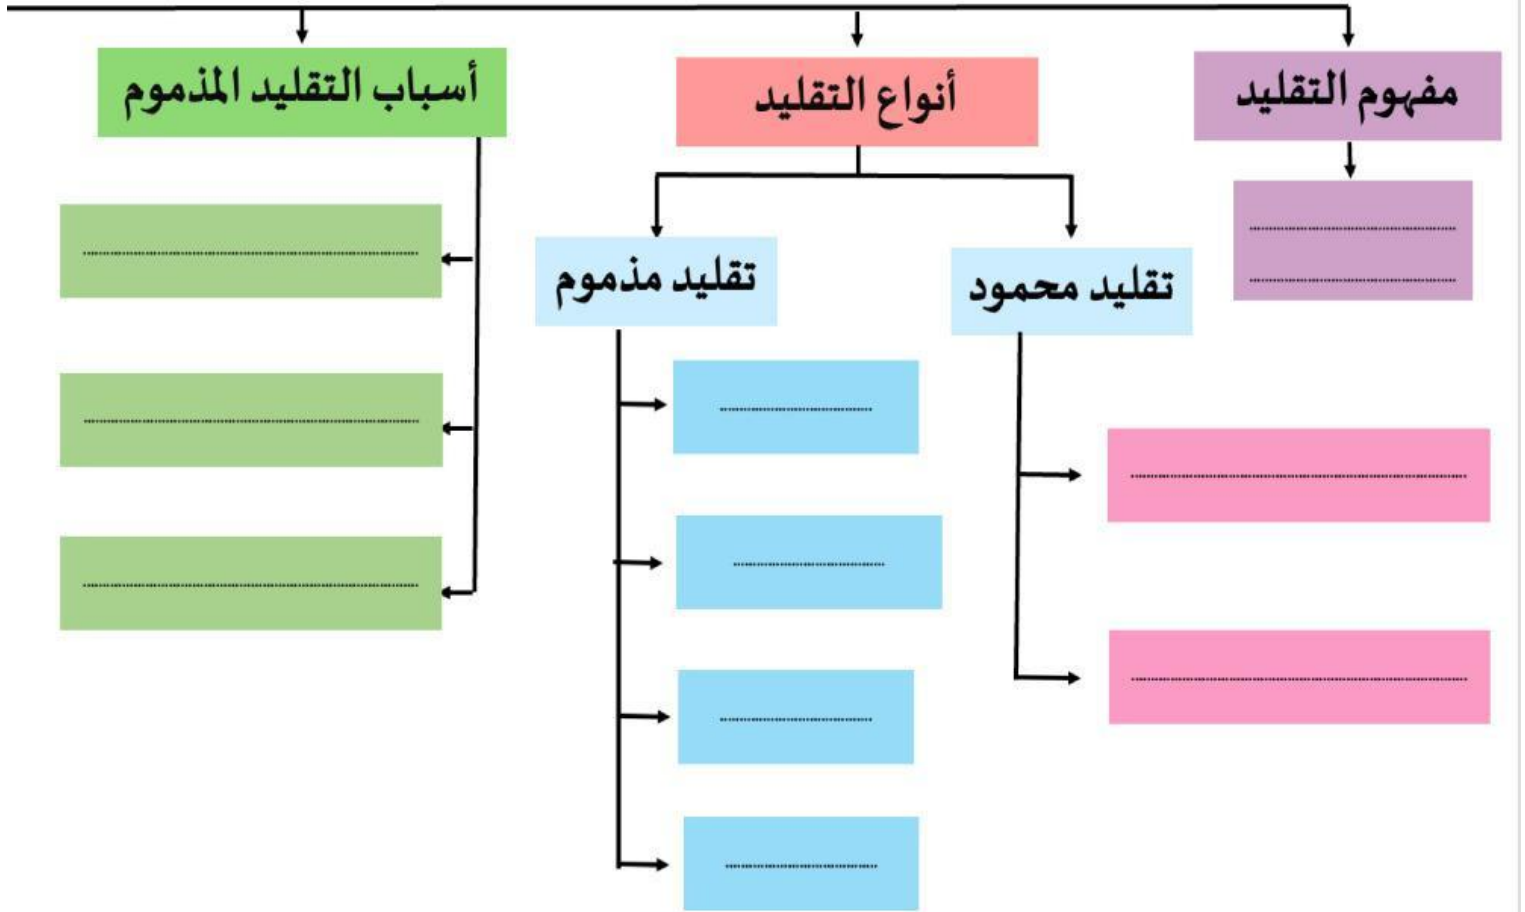 مفهوم التقليد
أنواع التقليد
أسباب التقليد المذموم
تقليد محمود
تقليد مذموم